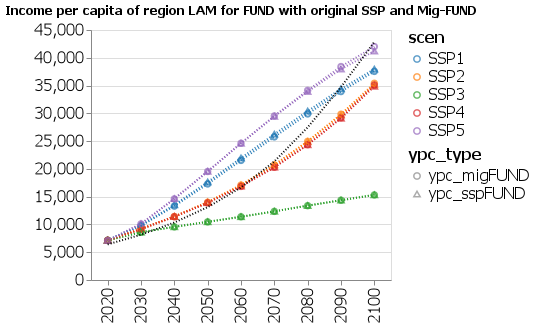 Income per capita of region LAM for FUND with original SSP and Mig-FUND
45,000
40,000
35,000
30,000
25,000
20,000
15,000
10,000
5,000
0
2020
2030
2040
2050
2060
2070
2080
2090
2100
scen
SSP1
SSP2
SSP3
SSP4
SSP5
ypc_type
ypc_migFUND
ypc_sspFUND